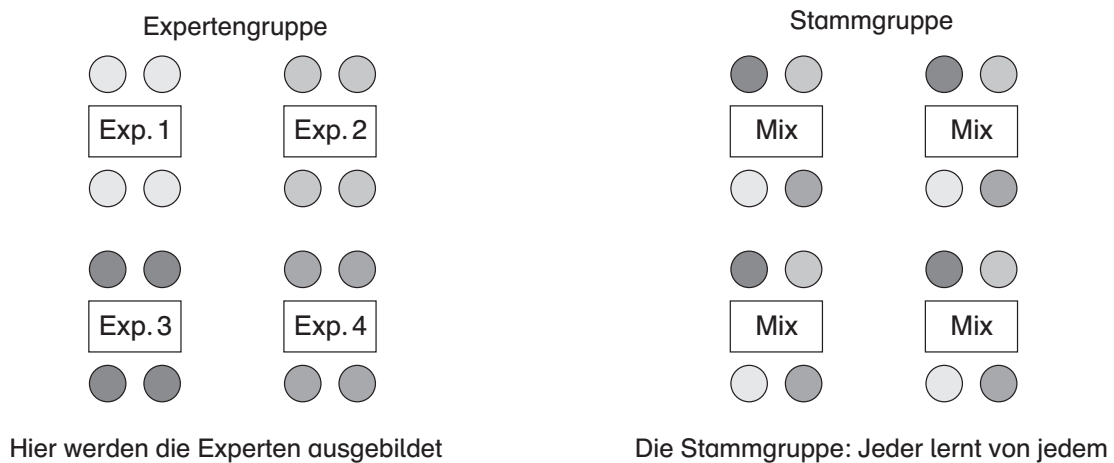 Expertengruppe
Exp. 1
Exp. 2
Exp. 3
Exp. 4
Hier werden die Experten ausgebildet
Stammgruppe
Mix
Mix
Mix
Mix
Die Stammgruppe: Jeder lernt von jedem